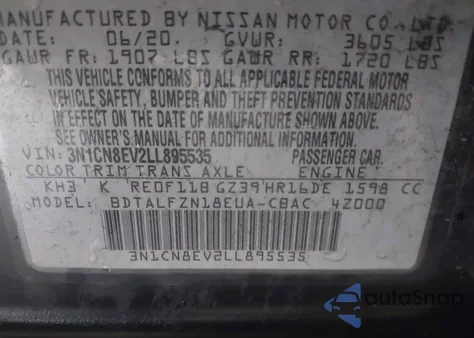 MANUFACTURED BY NISSAN MOTOR CO., LTD.
DATE: 06/20. GVWR: 3605 LBS
GAWR FR: 1907 LBS GAWR RR: 1720 LBS
THIS VEHICLE CONFORMS TO ALL APPLICABLE FEDERAL MOTOR
VEHICLE SAFETY, BUMPER AND THEFT PREVENTION STANDARDS
IN EFFECT ON THE DATE OF MANUFACTURE SHOWN ABOVE.
SEE OWNER'S MANUAL FOR ADDITIONAL INFORMATION
VIN: 3N1CN8EV2LL895535 PASSENGER CAR.
COLOR TRIM TRANS AXLE ENGINE:
KH3 K RE0F11B GZ39 HR16DE 1598 CC
MODEL: BDTALFZN18EUA-CBAC 4Z000
3N1CN8EV2LL895535
autoSnap